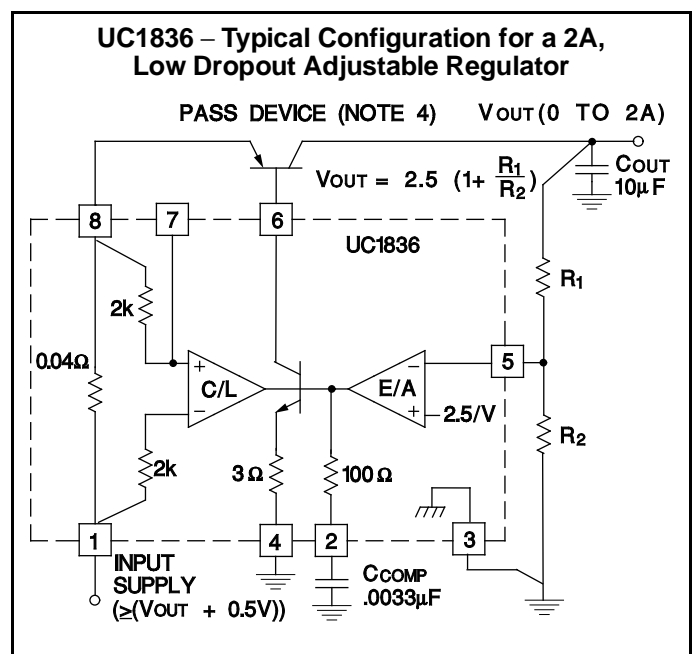 UC1836 – Typical Configuration for a 2A,
Low Dropout Adjustable Regulator
PASS DEVICE (NOTE 4)
VOUT (0 TO 2A)
VOUT = 2.5 (1+ R1/R2)
COUT
10µF
8
7
6
UC1836
2k
R1
0.04Ω
+
C/L
–
–
E/A
+
2.5/V
5
2k
3Ω
100Ω
R2
1
4
2
3
INPUT
SUPPLY
(≥(VOUT + 0.5V))
CCOMP
.0033µF